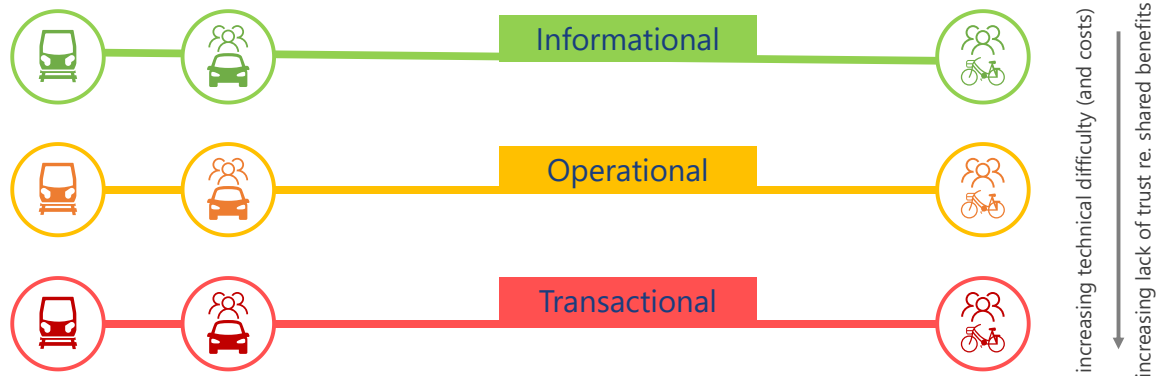 Informational
Operational
Transactional
increasing technical difficulty (and costs)
increasing lack of trust re. shared benefits